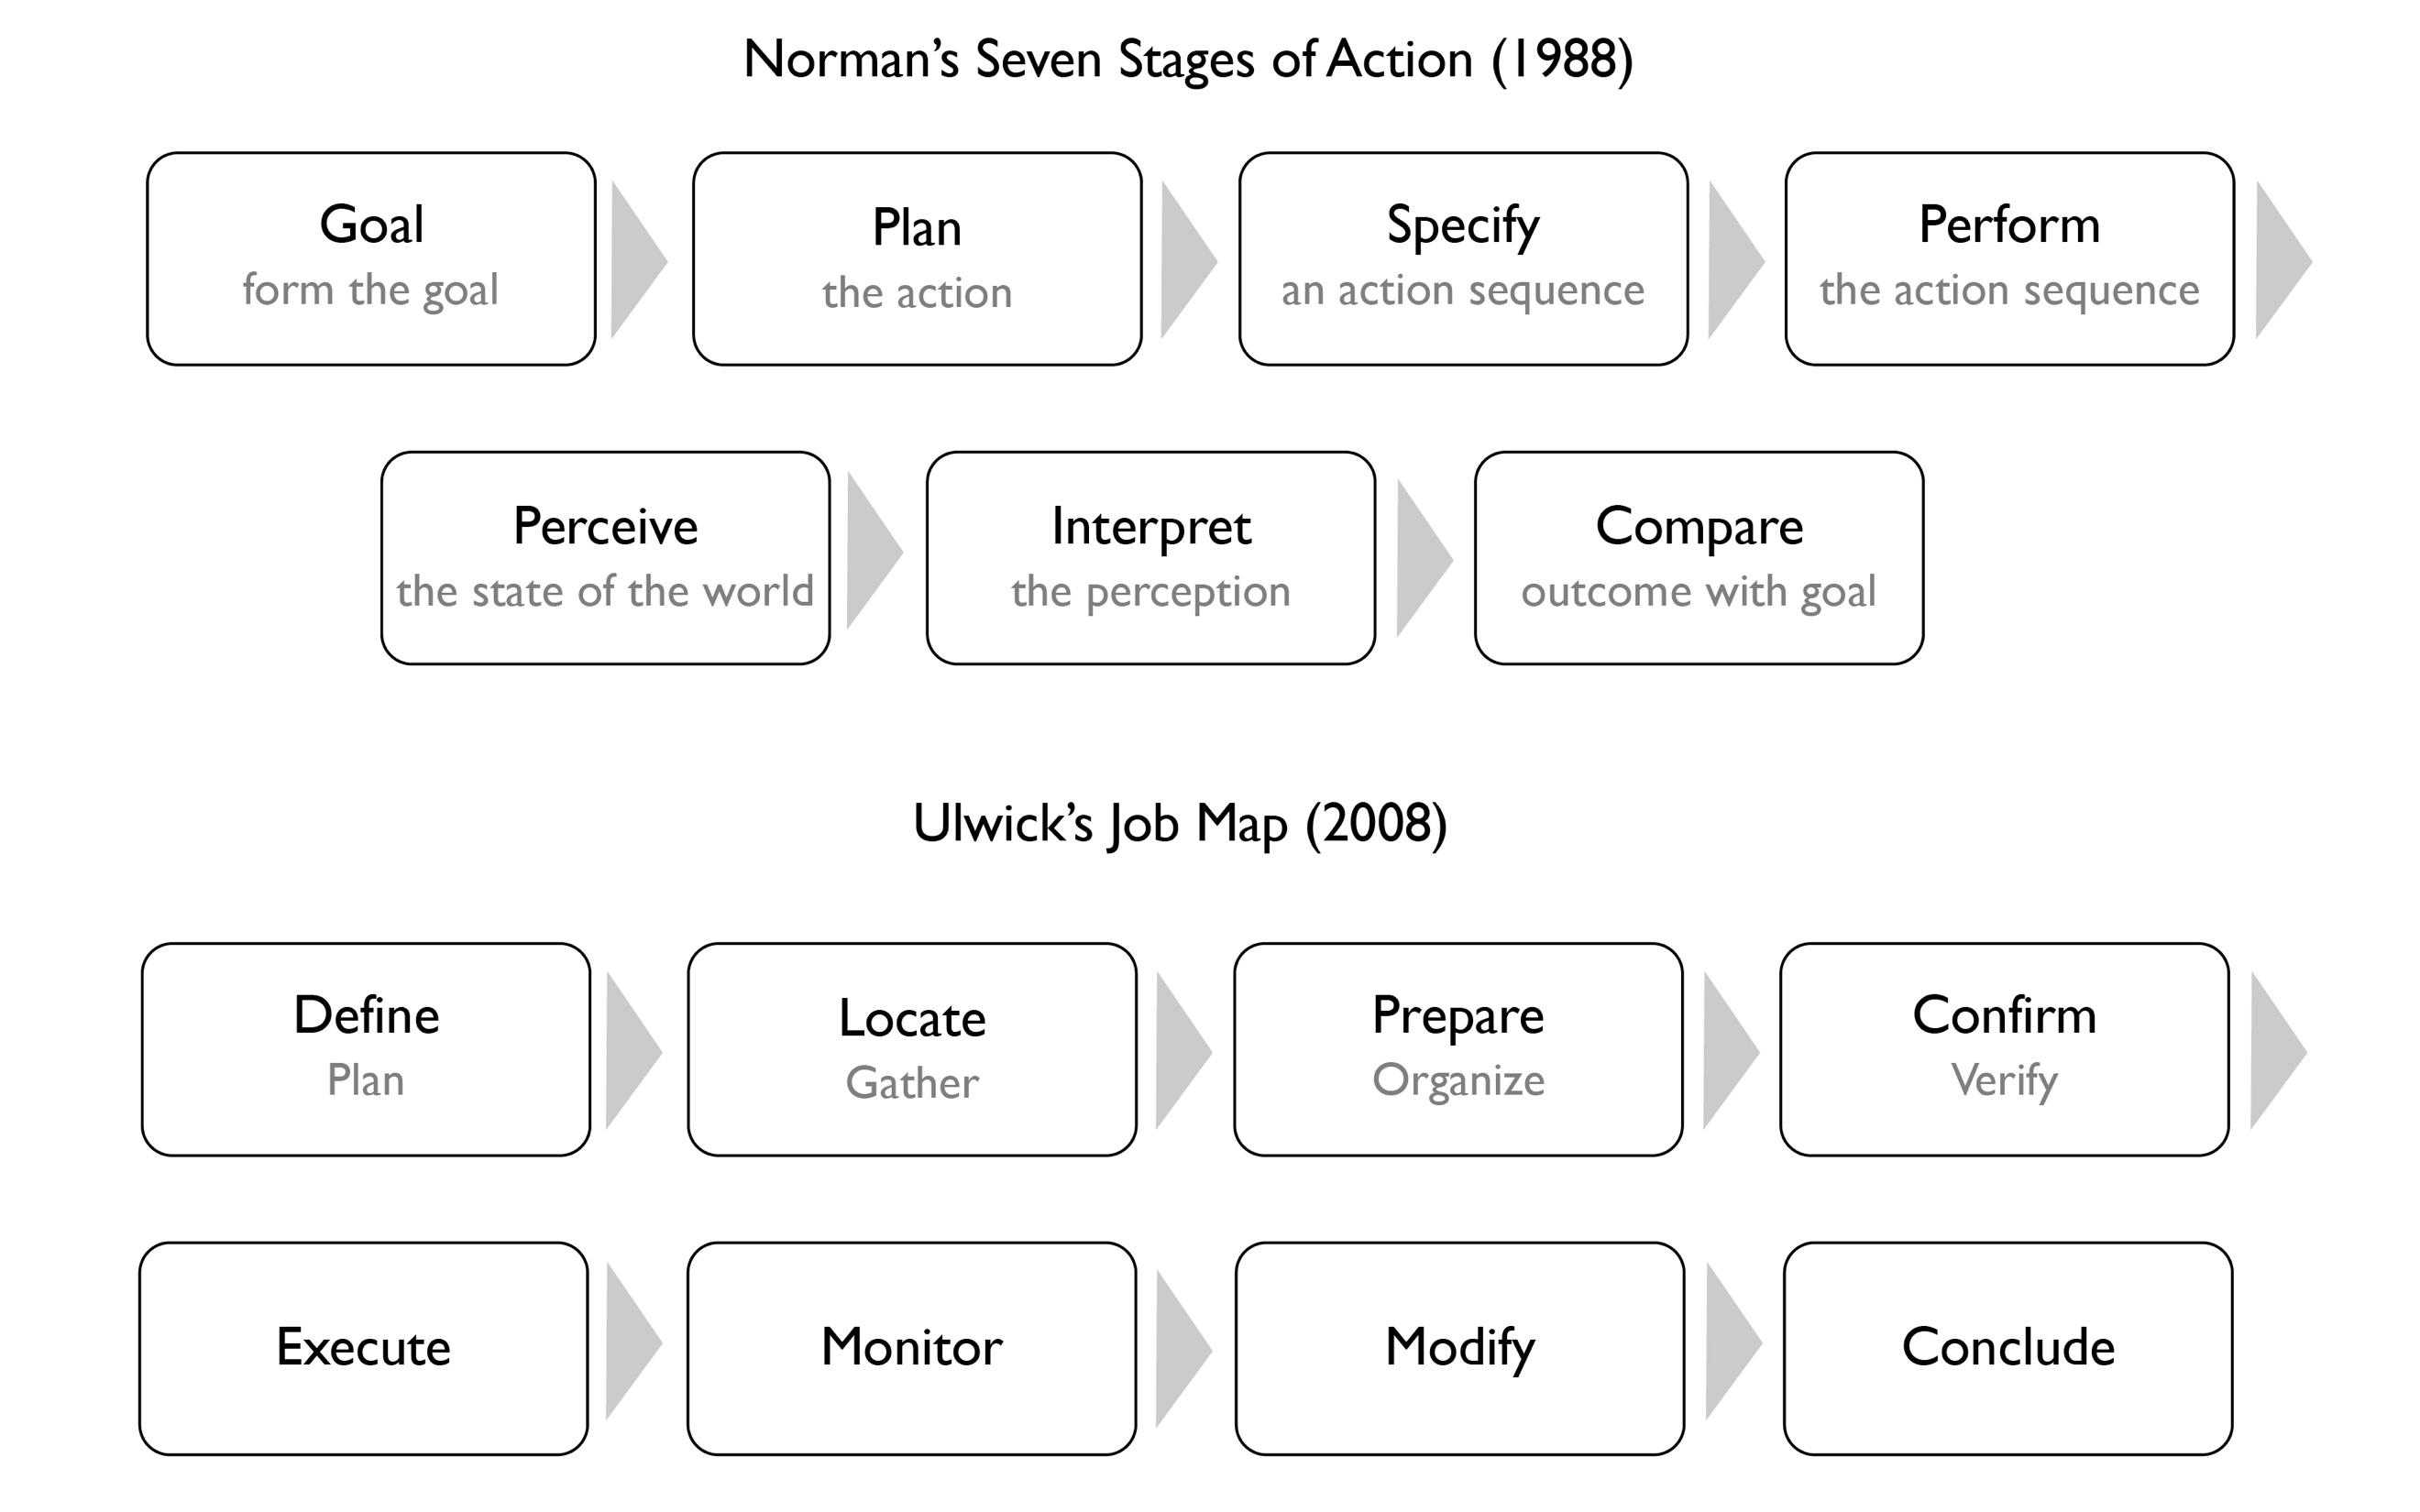 Norman’s Seven Stages of Action (1988)
Goal
form the goal
Plan
the action
Specify
an action sequence
Perform
the action sequence
Perceive
the state of the world
Interpret
the perception
Compare
outcome with goal
Ulwick’s Job Map (2008)
Define
Plan
Locate
Gather
Prepare
Organize
Confirm
Verify
Execute
Monitor
Modify
Conclude